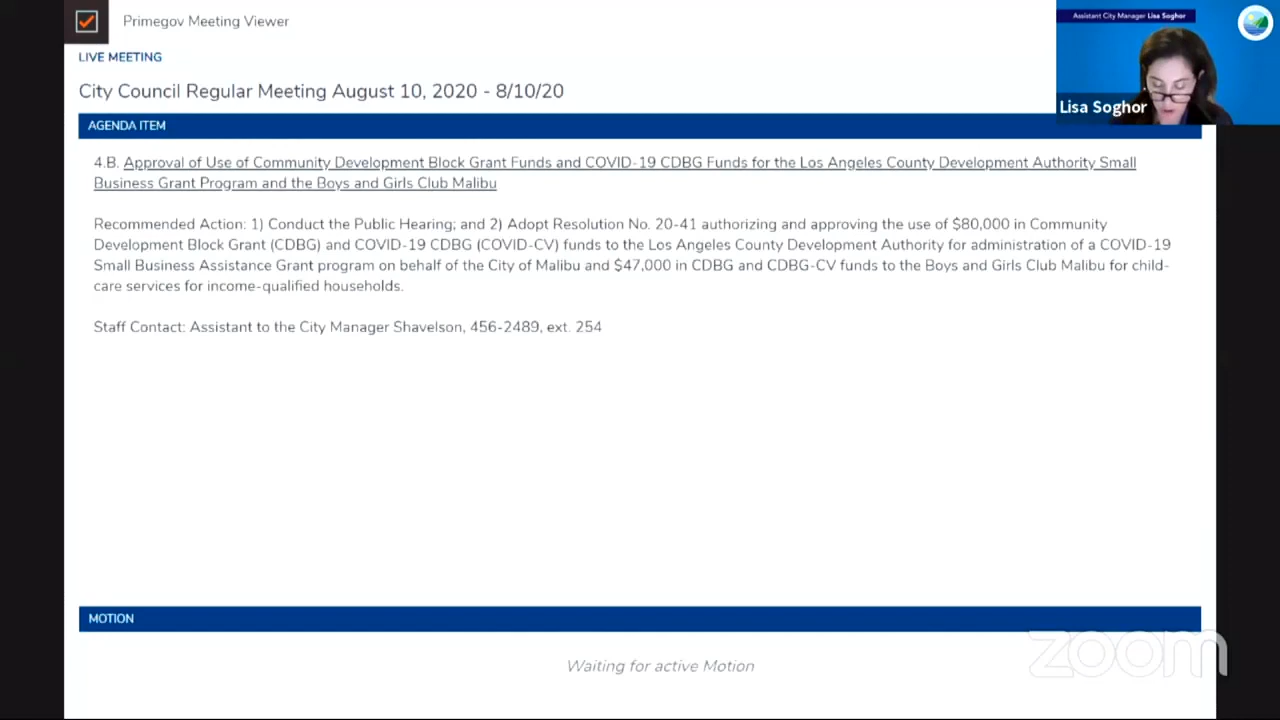 Primegov Meeting Viewer
Assistant City Manager Lisa Soghor
LIVE MEETING
City Council Regular Meeting August 10, 2020 - 8/10/20
Lisa Soghor
AGENDA ITEM
4.B. Approval of Use of Community Development Block Grant Funds and COVID-19 CDBG Funds for the Los Angeles County Development Authority Small
Business Grant Program and the Boys and Girls Club Malibu
Recommended Action: 1) Conduct the Public Hearing; and 2) Adopt Resolution No. 20-41 authorizing and approving the use of $80,000 in Community
Development Block Grant (CDBG) and COVID-19 CDBG (COVID-CV) funds to the Los Angeles County Development Authority for administration of a COVID-19
Small Business Assistance Grant program on behalf of the City of Malibu and $47,000 in CDBG and CDBG-CV funds to the Boys and Girls Club Malibu for child-
care services for income-qualified households.
Staff Contact: Assistant to the City Manager Shavelson, 456-2489, ext. 254
MOTION
Waiting for active Motion
zoom